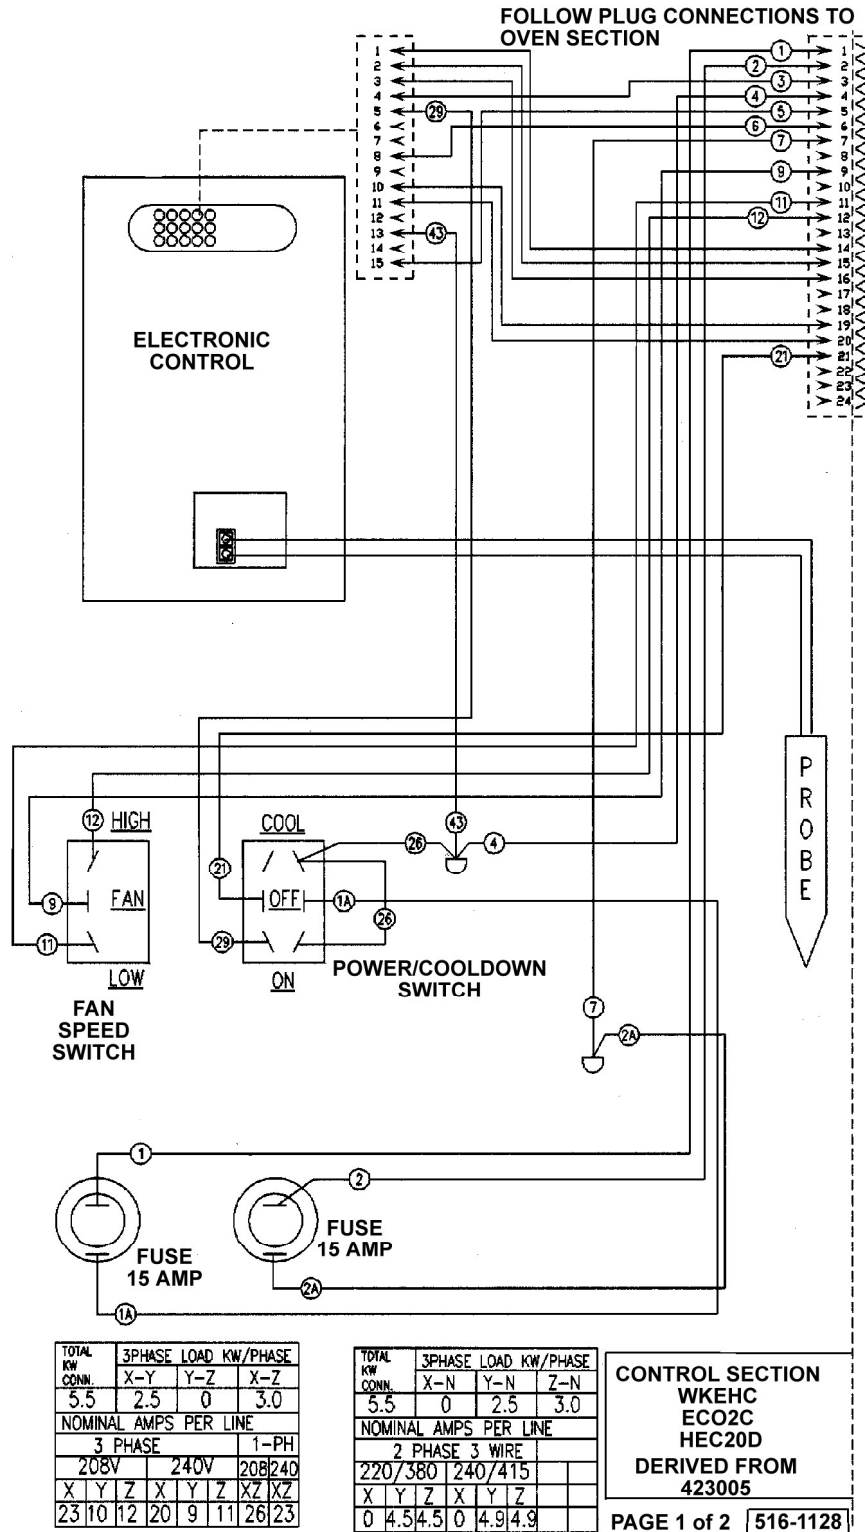 FOLLOW PLUG CONNECTIONS TO
OVEN SECTION
1
2
3
4
5
6
7
8
9
10
11
12
13
14
15
29
43
1
2
3
4
5
6
7
9
11
12
21
1
2
3
4
5
6
7
8
9
10
11
12
13
14
15
16
17
18
19
20
21
22
23
24
ELECTRONIC
CONTROL
PROBE
12 HIGH
9 FAN
11
LOW
FAN
SPEED
SWITCH
COOL
26 43 4
21 OFF 1A
26
29
ON
POWER/COOLDOWN
SWITCH
7
2A
1
2
FUSE
15 AMP
FUSE
15 AMP
2A
1A
TOTAL KW CONN. 3PHASE LOAD KW/PHASE
X-Y Y-Z X-Z
5.5 2.5 0 3.0
NOMINAL AMPS PER LINE
3 PHASE 1-PH
208V 240V 208 240
X Y Z X Y Z XZ XZ
23 10 12 20 9 11 26 23
TOTAL KW CONN. 3PHASE LOAD KW/PHASE
X-N Y-N Z-N
5.5 0 2.5 3.0
NOMINAL AMPS PER LINE
2 PHASE 3 WIRE
220/380 240/415
X Y Z X Y Z
0 4.5 4.5 0 4.9 4.9
CONTROL SECTION
WKEHC
ECO2C
HEC20D
DERIVED FROM
423005
PAGE 1 of 2 516-1128